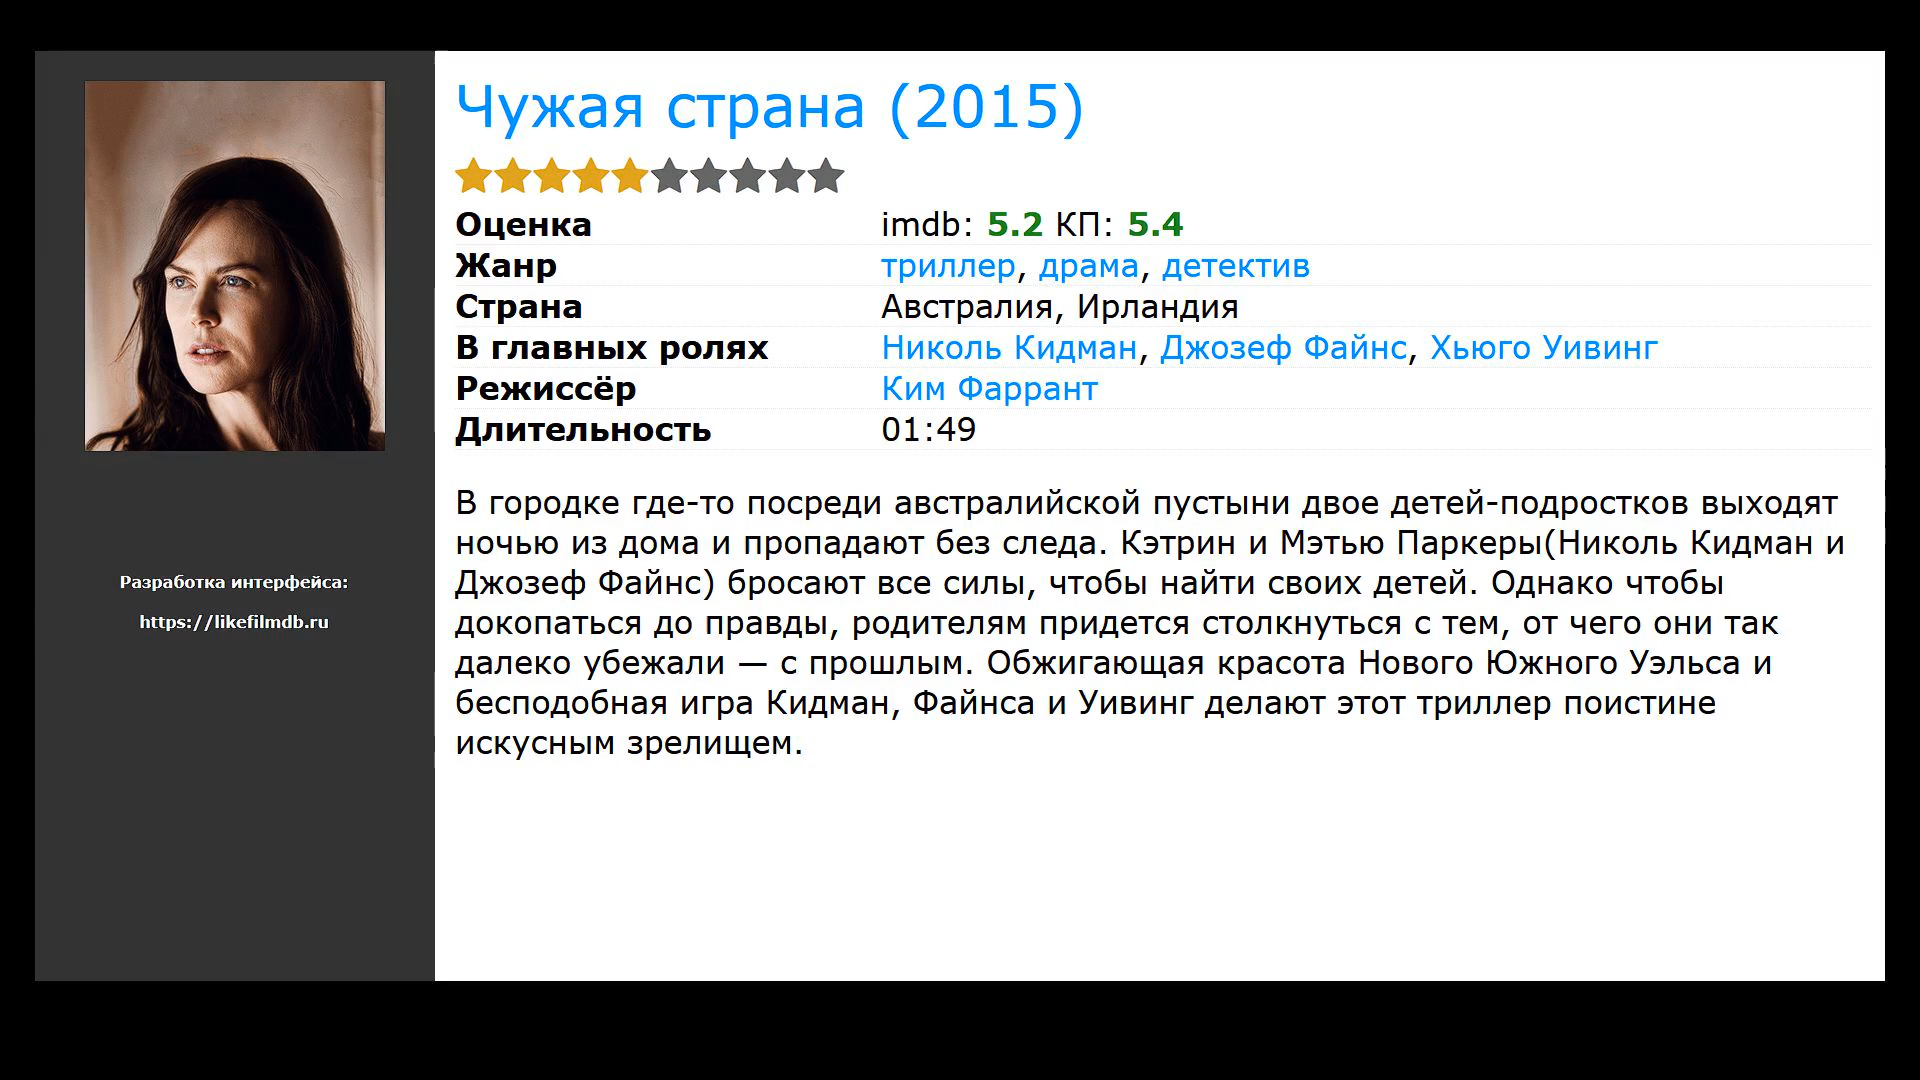 Чужая страна (2015)
Оценка imdb: 5.2 КП: 5.4
Жанр триллер, драма, детектив
Страна Австралия, Ирландия
В главных ролях Николь Кидман, Джозеф Файнс, Хьюго Уивинг
Режиссёр Ким Фаррант
Длительность 01:49
В городке где-то посреди австралийской пустыни двое детей-подростков выходят
ночью из дома и пропадают без следа. Кэтрин и Мэтью Паркеры(Николь Кидман и
Джозеф Файнс) бросают все силы, чтобы найти своих детей. Однако чтобы
докопаться до правды, родителям придется столкнуться с тем, от чего они так
далеко убежали — с прошлым. Обжигающая красота Нового Южного Уэльса и
бесподобная игра Кидман, Файнса и Уивинг делают этот триллер поистине
искусным зрелищем.
Разработка интерфейса:
https://likefilmdb.ru